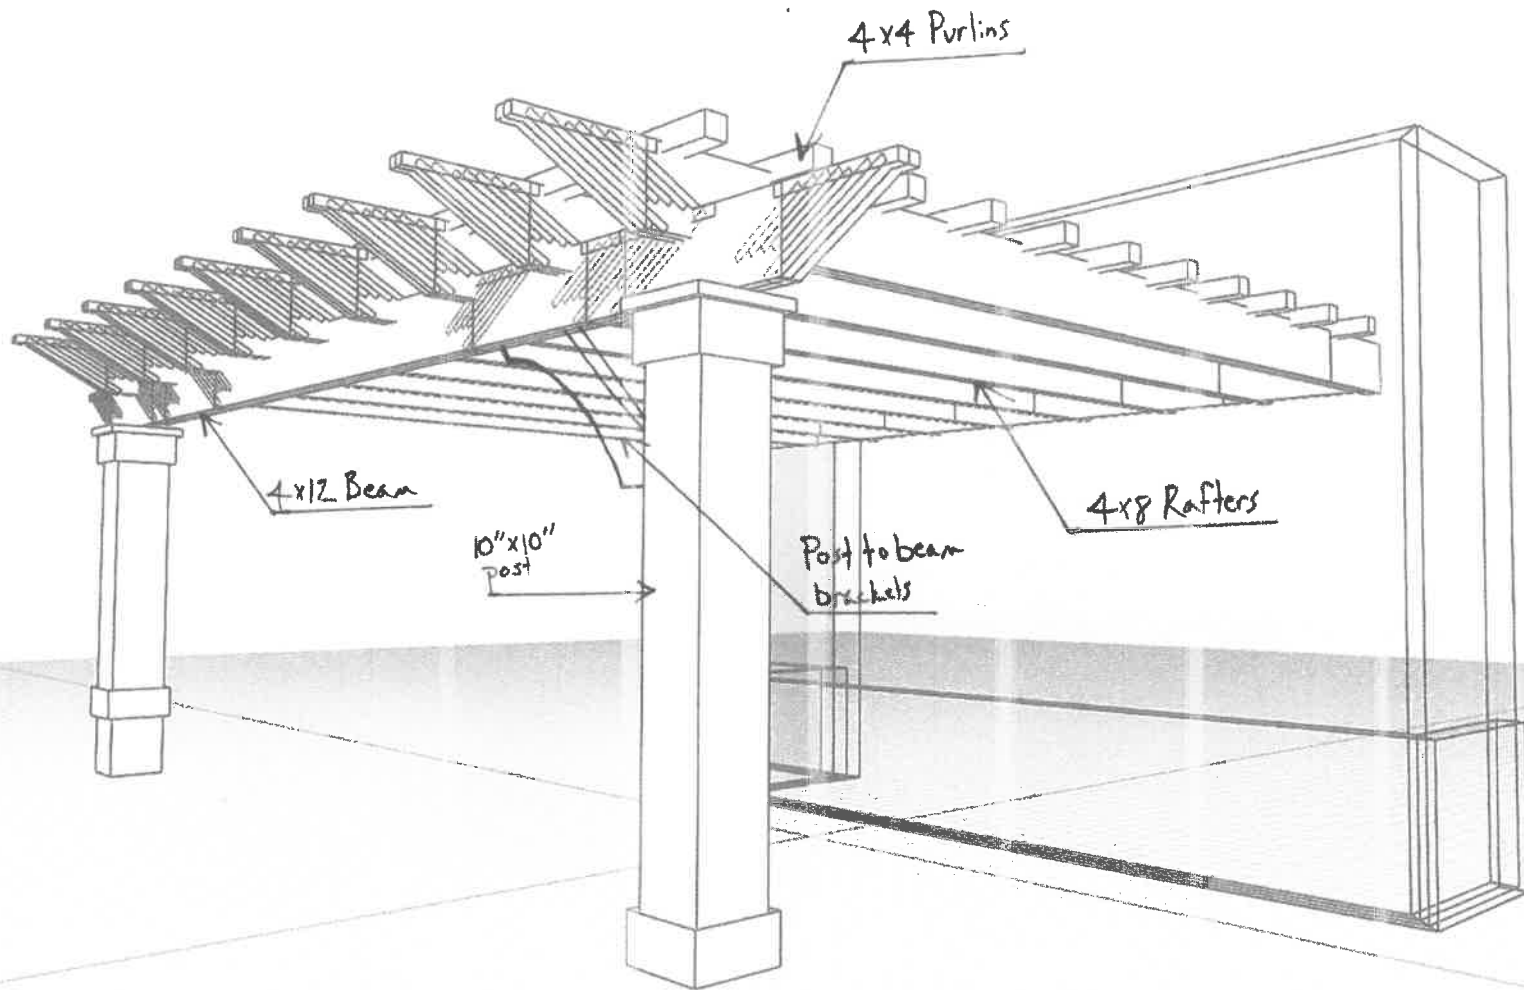 4x4 Purlins
4x12 Beam
10"x10"
post
Post to beam
brackets
4x8 Rafters